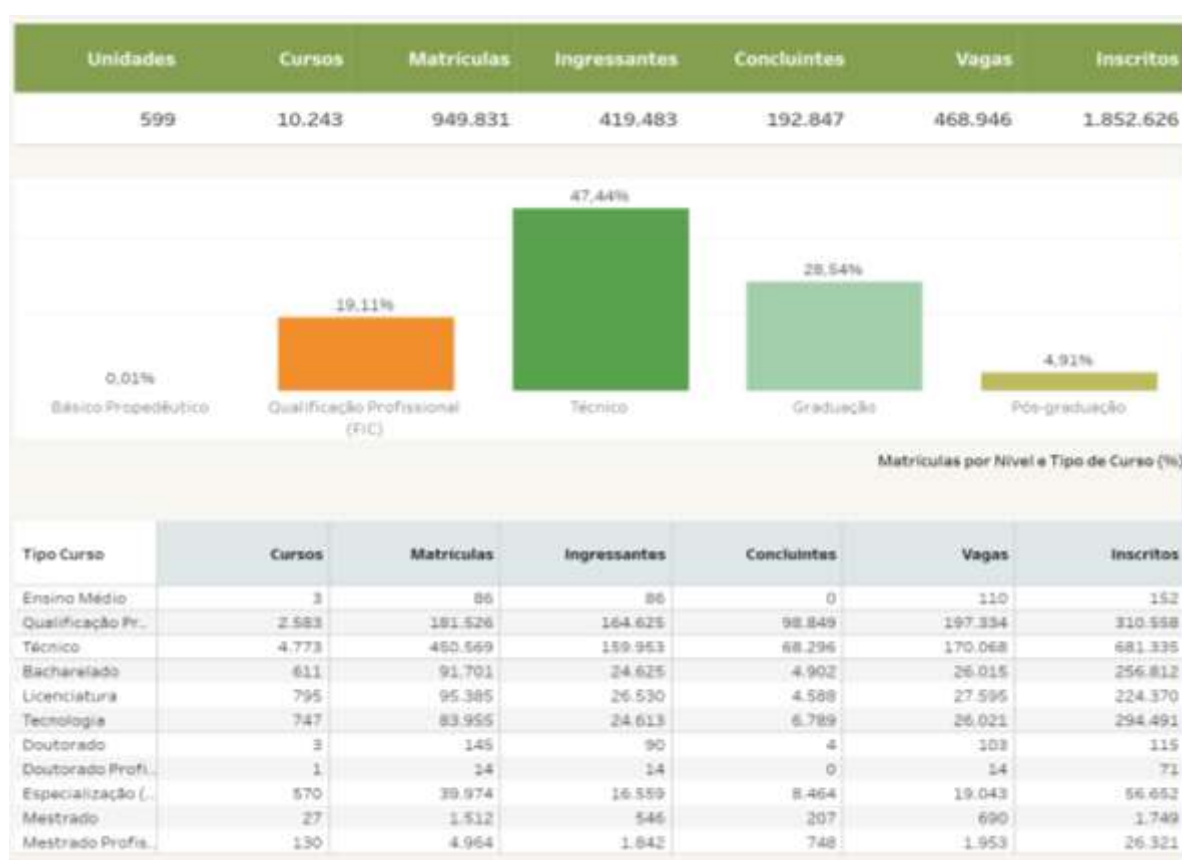 Unidades Cursos Matrículas Ingressantes Concluintes Vagas Inscritos
599 10.243 949.831 419.483 192.847 468.946 1.852.626
47,44%
28,54%
19,11%
4,91%
0,01%
Básico Propedêutico Qualificação Profissional (FIC) Técnico Graduação Pós-graduação
Matrículas por Nível e Tipo de Curso (%)
Tipo Curso Cursos Matrículas Ingressantes Concluintes Vagas Inscritos
Ensino Médio 3 86 86 0 110 152
Qualificação Pr.. 2.583 181.526 164.625 98.849 197.334 310.558
Técnico 4.773 450.569 159.953 68.296 170.068 681.335
Bacharelado 611 91.701 24.625 4.902 26.015 256.812
Licenciatura 795 95.385 26.530 4.588 27.595 224.370
Tecnologia 747 83.955 24.613 6.789 26.021 294.491
Doutorado 3 145 90 4 103 115
Doutorado Profi.. 1 14 14 0 14 71
Especialização (.. 570 39.974 16.559 8.464 19.043 56.652
Mestrado 27 1.512 546 207 690 1.749
Mestrado Profis.. 130 4.964 1.842 748 1.953 26.321